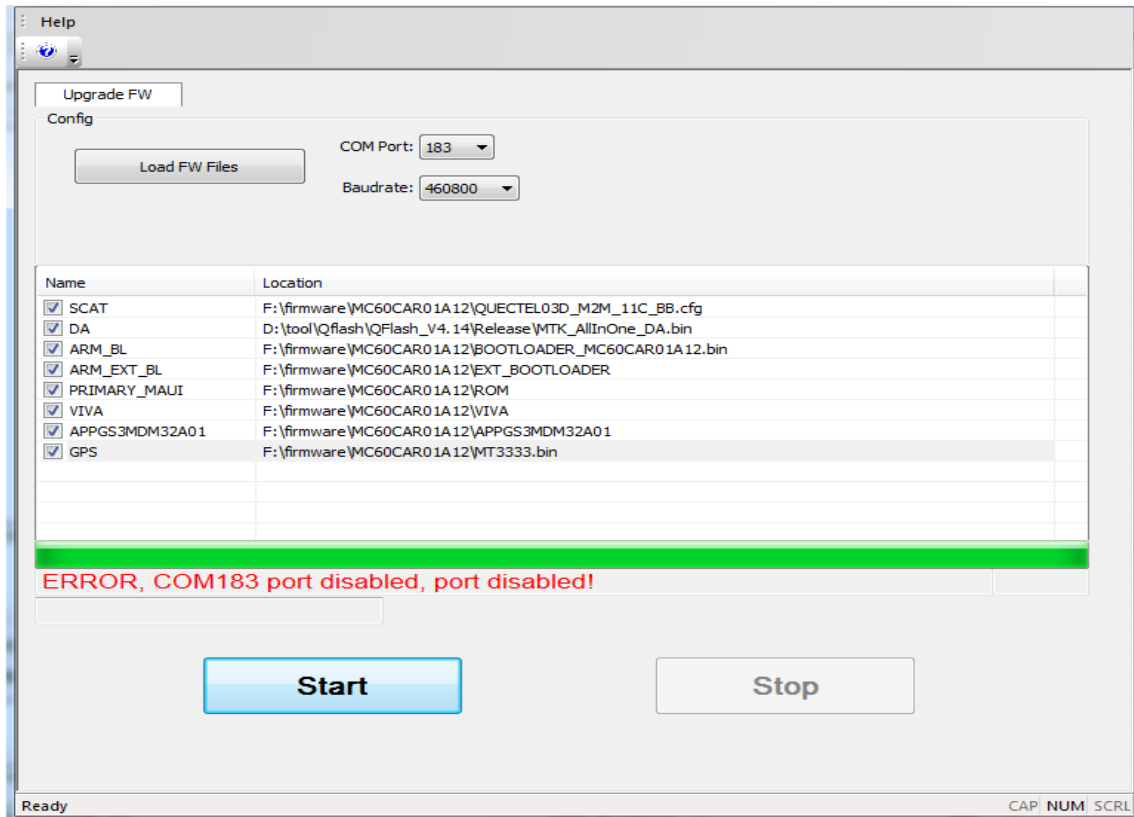 Help
Upgrade FW
Config
Load FW Files
COM Port: 183
Baudrate: 460800
Name Location
SCAT F:\firmware\MC60CAR01A12\QUECTEL03D_M2M_11C_BB.cfg
DA D:\tool\Qflash\QFlash_V4.14\Release\MTK_AllInOne_DA.bin
ARM_BL F:\firmware\MC60CAR01A12\BOOTLOADER_MC60CAR01A12.bin
ARM_EXT_BL F:\firmware\MC60CAR01A12\EXT_BOOTLOADER
PRIMARY_MAUI F:\firmware\MC60CAR01A12\ROM
VIVA F:\firmware\MC60CAR01A12\VIVA
APPGS3MDM32A01 F:\firmware\MC60CAR01A12\APPGS3MDM32A01
GPS F:\firmware\MC60CAR01A12\MT3333.bin
ERROR, COM183 port disabled, port disabled!
Start Stop
Ready CAP NUM SCRL